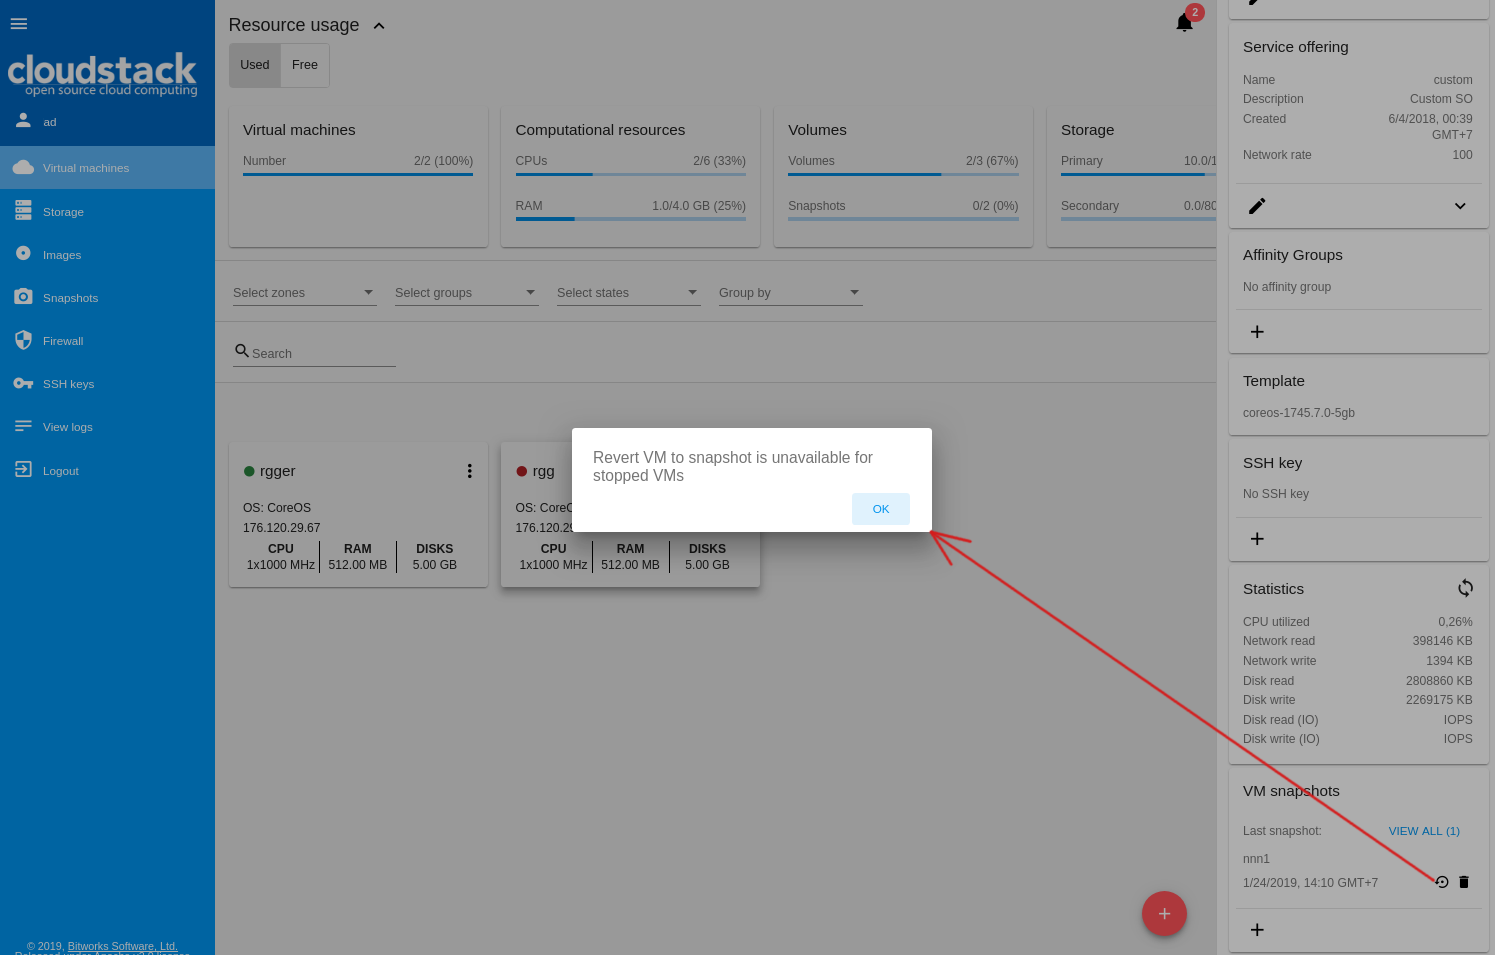 cloudstack
open source cloud computing
ad
Virtual machines
Storage
Images
Snapshots
Firewall
SSH keys
View logs
Logout
© 2019, Bitworks Software, Ltd.
Resource usage
2
Used
Free
Virtual machines
Number 2/2 (100%)
Computational resources
CPUs 2/6 (33%)
RAM 1.0/4.0 GB (25%)
Volumes
Volumes 2/3 (67%)
Snapshots 0/2 (0%)
Storage
Primary 10.0/1
Secondary 0.0/80
Select zones
Select groups
Select states
Group by
Search
rgger
OS: CoreOS
176.120.29.67
CPU RAM DISKS
1x1000 MHz 512.00 MB 5.00 GB
rgg
OS: CoreO
176.120.29
CPU RAM DISKS
1x1000 MHz 512.00 MB 5.00 GB
Revert VM to snapshot is unavailable for
stopped VMs
OK
Service offering
Name custom
Description Custom SO
Created 6/4/2018, 00:39
GMT+7
Network rate 100
Affinity Groups
No affinity group
Template
coreos-1745.7.0-5gb
SSH key
No SSH key
Statistics
CPU utilized 0,26%
Network read 398146 KB
Network write 1394 KB
Disk read 2808860 KB
Disk write 2269175 KB
Disk read (IO) IOPS
Disk write (IO) IOPS
VM snapshots
Last snapshot: VIEW ALL (1)
nnn1
1/24/2019, 14:10 GMT+7